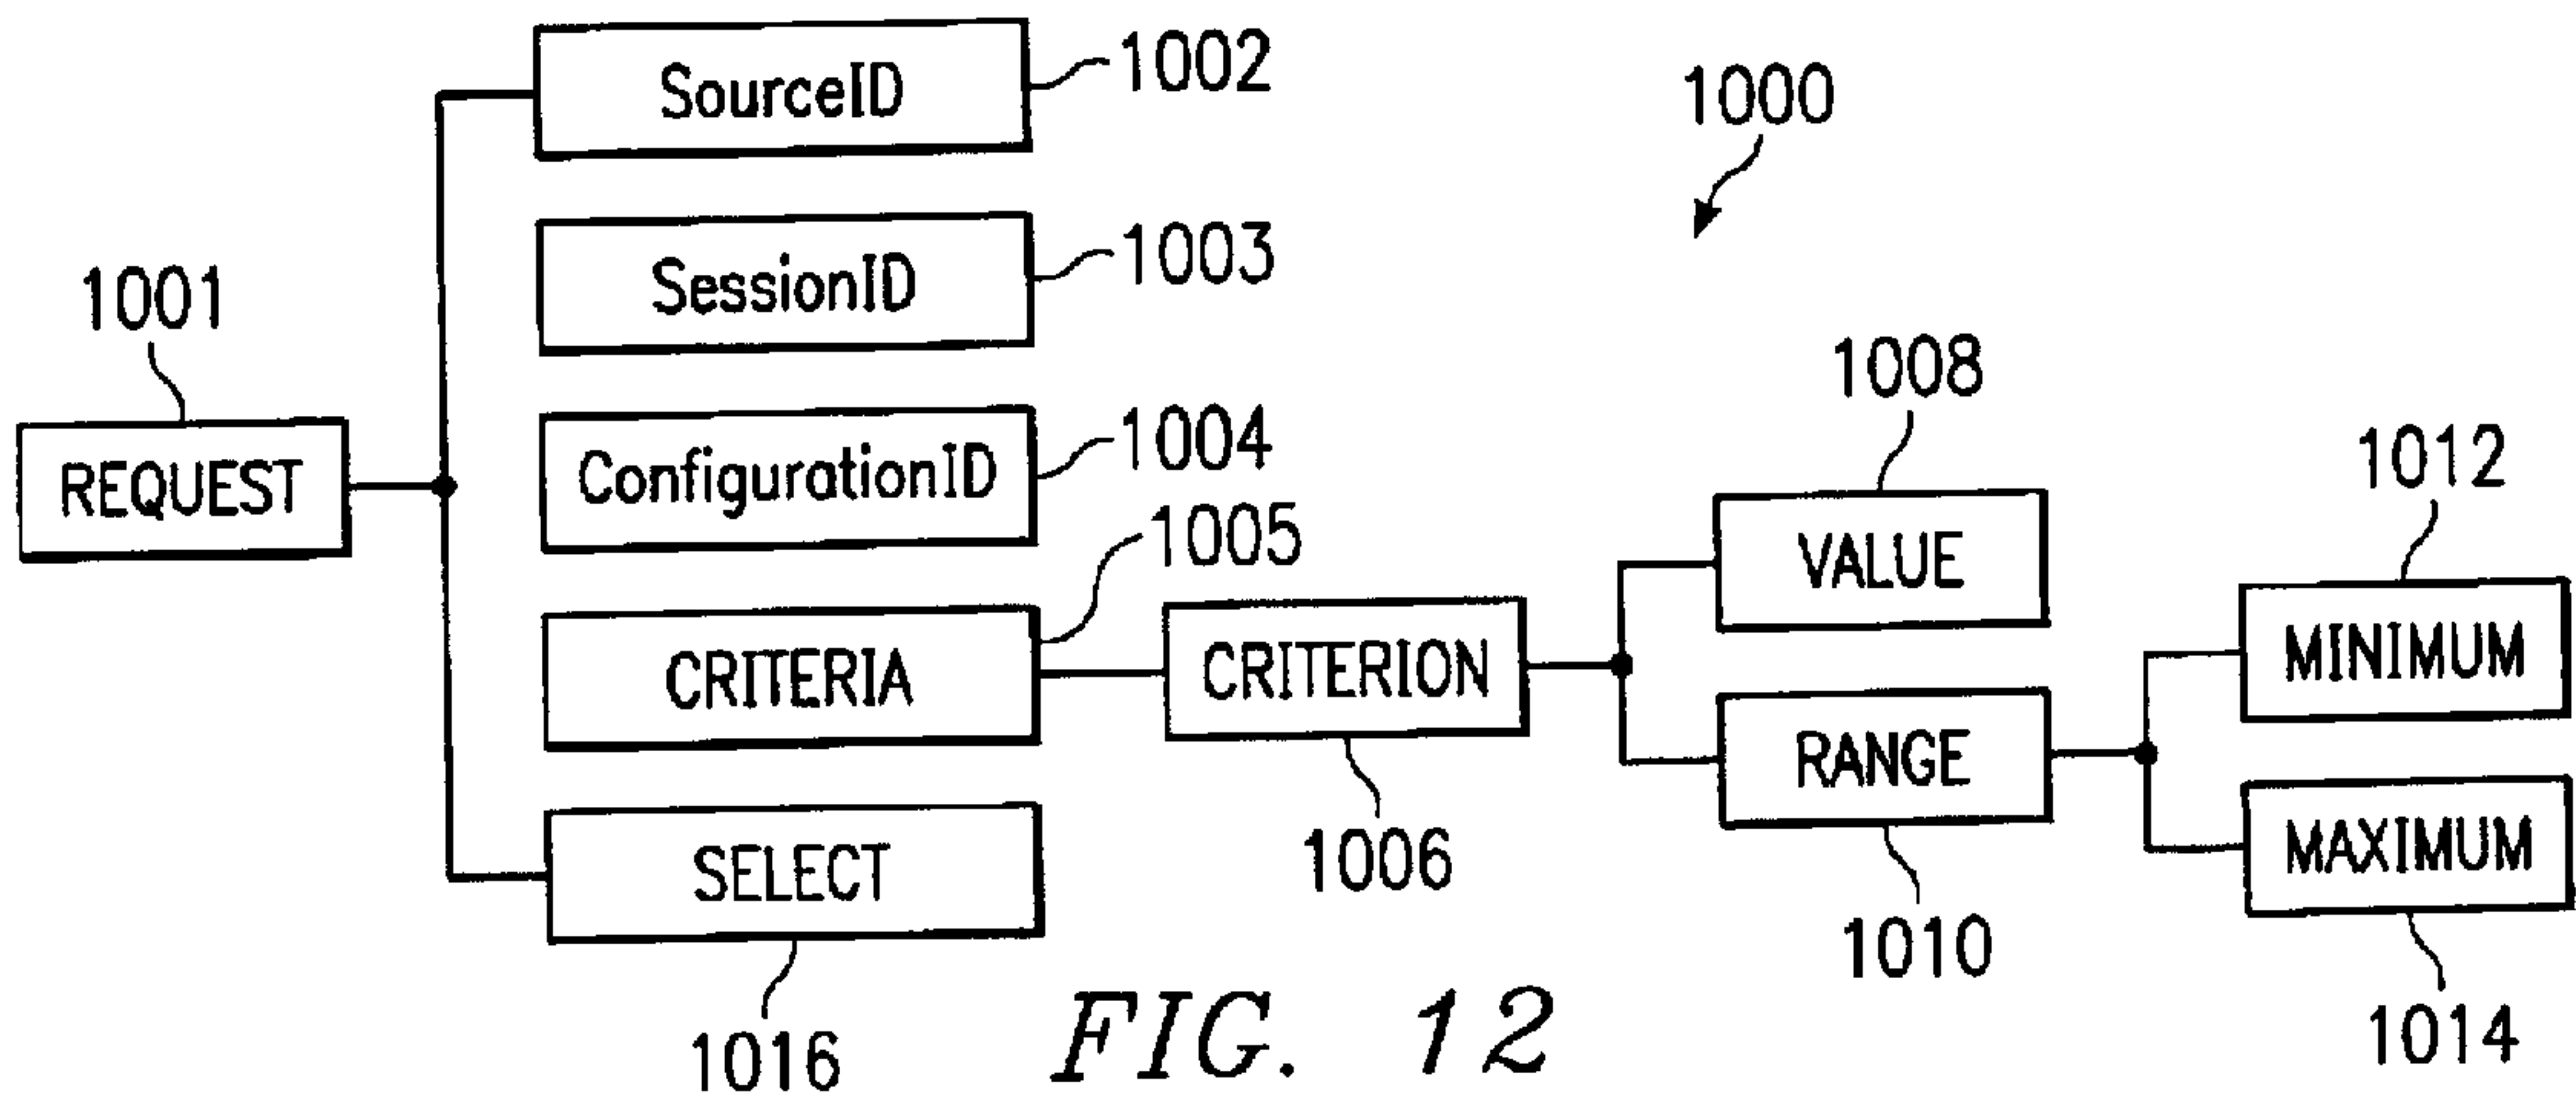 1002
SourceID
1000
1003
SessionID
1001
1008
1004
ConfigurationID
REQUEST
1012
1005
VALUE
MINIMUM
CRITERIA
CRITERION
RANGE
MAXIMUM
SELECT
1006
1010
1014
1016
FIG. 12